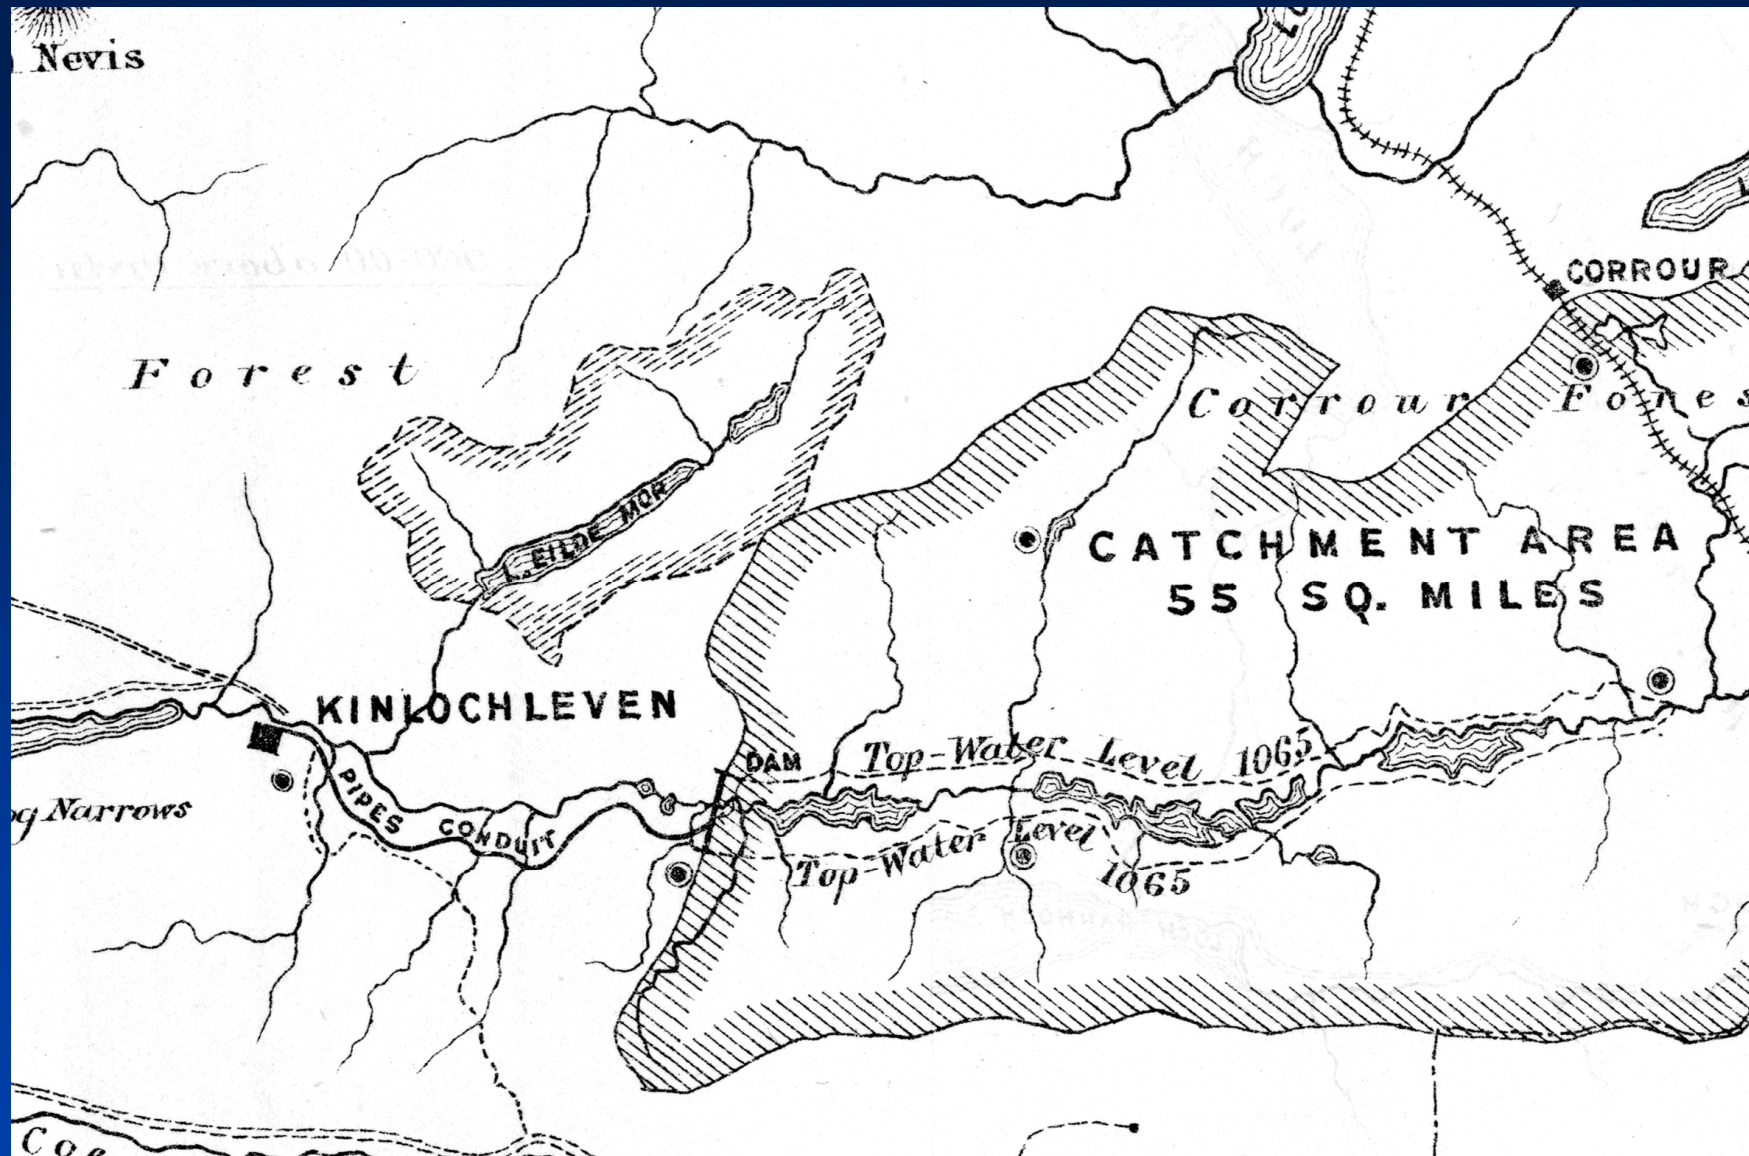 Nevis
CORROUR
Forest
Corrour Fores
L. EILDE MOR
CATCHMENT AREA
55 SQ. MILES
KINLOCHLEVEN
DAM
Top-Water Level 1065
PIPES
CONDUIT
Narrows
Top-Water Level
1065
Coe